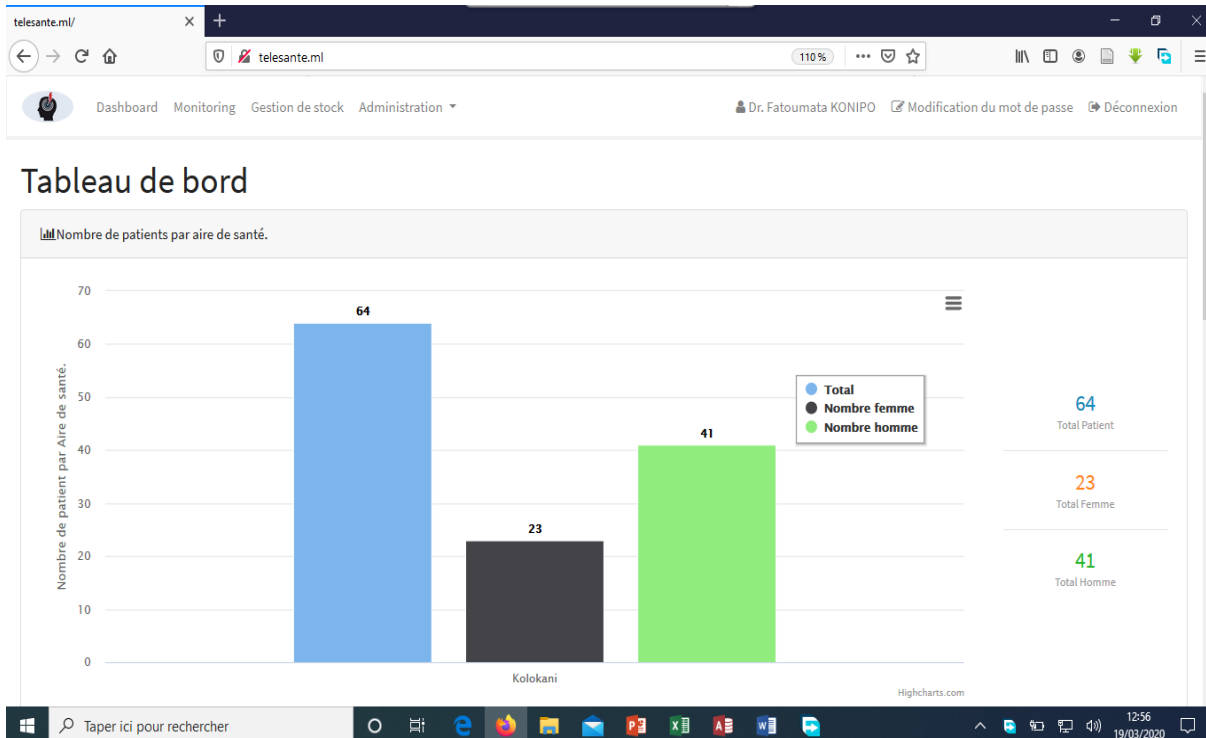 telesante.ml/
telesante.ml
110%
Dashboard Monitoring Gestion de stock Administration
Dr. Fatoumata KONIPO Modification du mot de passe Déconnexion
Tableau de bord
Nombre de patients par aire de santé.
Nombre de patient par Aire de santé.
70
60
50
40
30
20
10
0
64
23
41
Total
Nombre femme
Nombre homme
Kolokani
Highcharts.com
64
Total Patient
23
Total Femme
41
Total Homme
Taper ici pour rechercher
12:56
19/03/2020